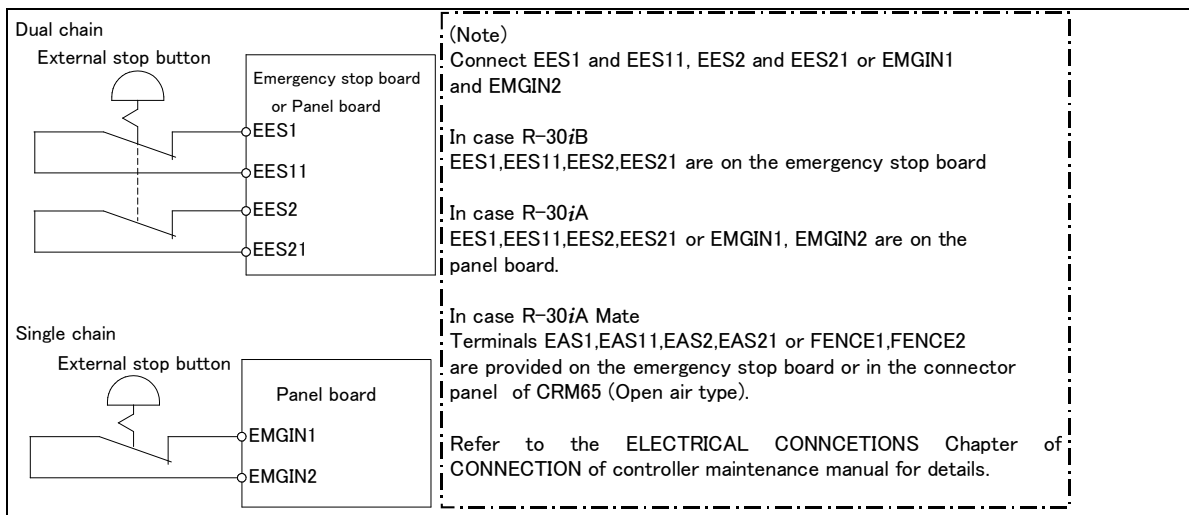 Dual chain
External stop button
Emergency stop board
or Panel board
EES1
EES11
EES2
EES21
Single chain
External stop button
Panel board
EMGIN1
EMGIN2
(Note)
Connect EES1 and EES11, EES2 and EES21 or EMGIN1
and EMGIN2
In case R-30iB
EES1,EES11,EES2,EES21 are on the emergency stop board
In case R-30iA
EES1,EES11,EES2,EES21 or EMGIN1, EMGIN2 are on the
panel board.
In case R-30iA Mate
Terminals EAS1,EAS11,EAS2,EAS21 or FENCE1,FENCE2
are provided on the emergency stop board or in the connector
panel of CRM65 (Open air type).
Refer to the ELECTRICAL CONNCETIONS Chapter of
CONNECTION of controller maintenance manual for details.